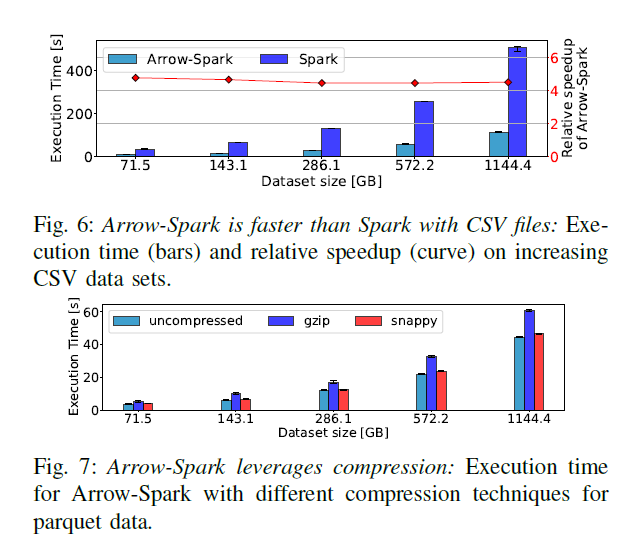 Arrow-Spark Spark
Execution Time [s]
400
200
0
6
4
2
0
Relative speedup
of Arrow-Spark
71.5 143.1 286.1 572.2 1144.4
Dataset size [GB]
Fig. 6: Arrow-Spark is faster than Spark with CSV files: Exe-
cution time (bars) and relative speedup (curve) on increasing
CSV data sets.
uncompressed gzip snappy
Execution Time [s]
60
40
20
0
71.5 143.1 286.1 572.2 1144.4
Dataset size [GB]
Fig. 7: Arrow-Spark leverages compression: Execution time
for Arrow-Spark with different compression techniques for
parquet data.